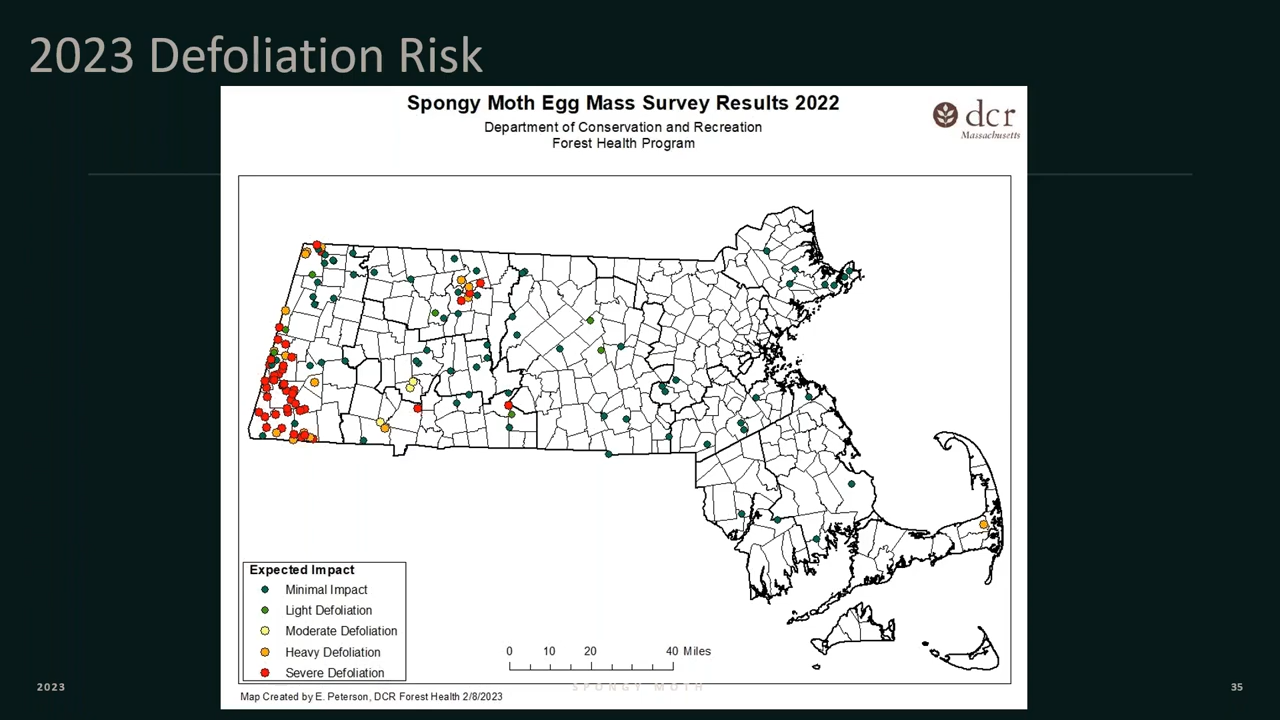 2023 Defoliation Risk
Spongy Moth Egg Mass Survey Results 2022
Department of Conservation and Recreation
Forest Health Program
dcr
Massachusetts
Expected Impact
Minimal Impact
Light Defoliation
Moderate Defoliation
Heavy Defoliation
Severe Defoliation
0 10 20 40 Miles
Map Created by E. Peterson, DCR Forest Health 2/8/2023
2023
SPONGY MOTH
35